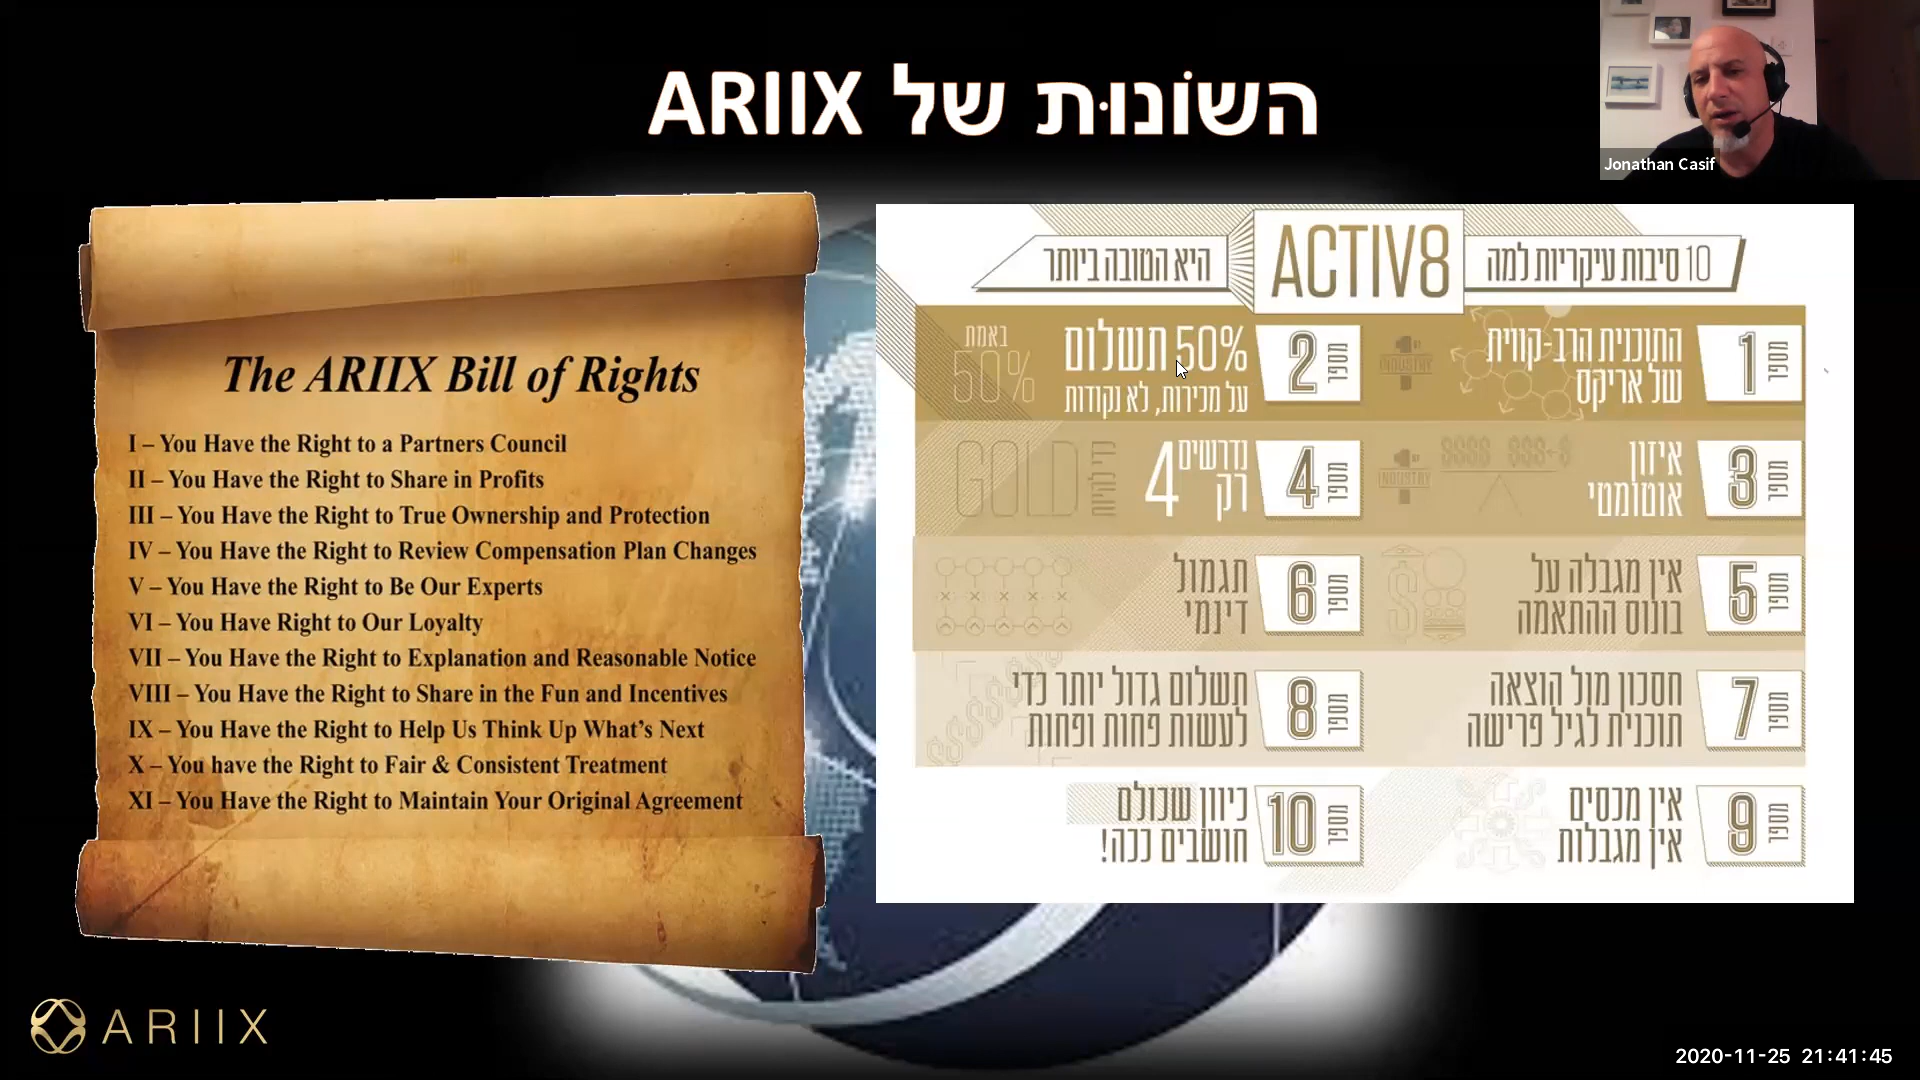 השׂוֹנוּת של ARIIX
Jonathan Casif
The ARIIX Bill of Rights
I – You Have the Right to a Partners Council
II – You Have the Right to Share in Profits
III – You Have the Right to True Ownership and Protection
IV – You Have the Right to Review Compensation Plan Changes
V – You Have the Right to Be Our Experts
VI – You Have Right to Our Loyalty
VII – You Have the Right to Explanation and Reasonable Notice
VIII – You Have the Right to Share in the Fun and Incentives
IX – You Have the Right to Help Us Think Up What’s Next
X – You have the Right to Fair & Consistent Treatment
XI – You Have the Right to Maintain Your Original Agreement
10 סיבות עיקריות למה
ACTIV8
היא הטובה ביותר
מספר 1
התוכנית הרב-קווית
של אריקס
1st INDUSTRY
מספר 2
50% תשלום
על מכירות, לא נקודות
באמת
50%
מספר 3
איזון
אוטומטי
$$$$ $$$+$
1st INDUSTRY
מספר 4
נדרשים
רק 4
כדי להיות
GOLD
מספר 5
אין מגבלה על
בונוס ההתאמה
מספר 6
תגמול
דינמי
מספר 7
חסכון מול הוצאה
תוכנית לגיל פרישה
מספר 8
תשלום גדול יותר כדי
לעשות פחות ופחות
מספר 9
אין מכסים
אין מגבלות
מספר 10
כיוון שכולם
חושבים ככה!
ARIIX
2020-11-25 21:41:45